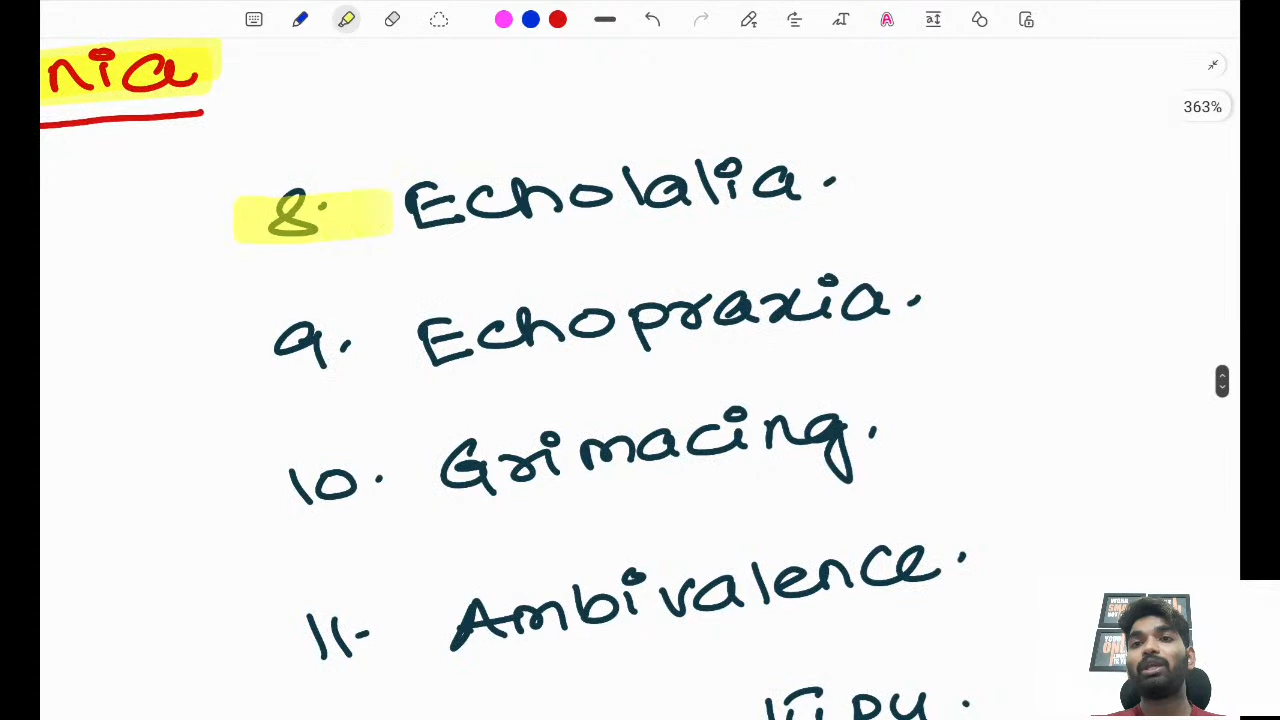 363%
nia
8. Echolalia.
9. Echopraxia.
10. Grimacing.
11. Ambivalence.